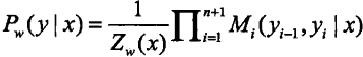 P_w(y|x) = \frac{1}{Z_w(x)} \prod_{i=1}^{n+1} M_i(y_{i-1}, y_i | x)